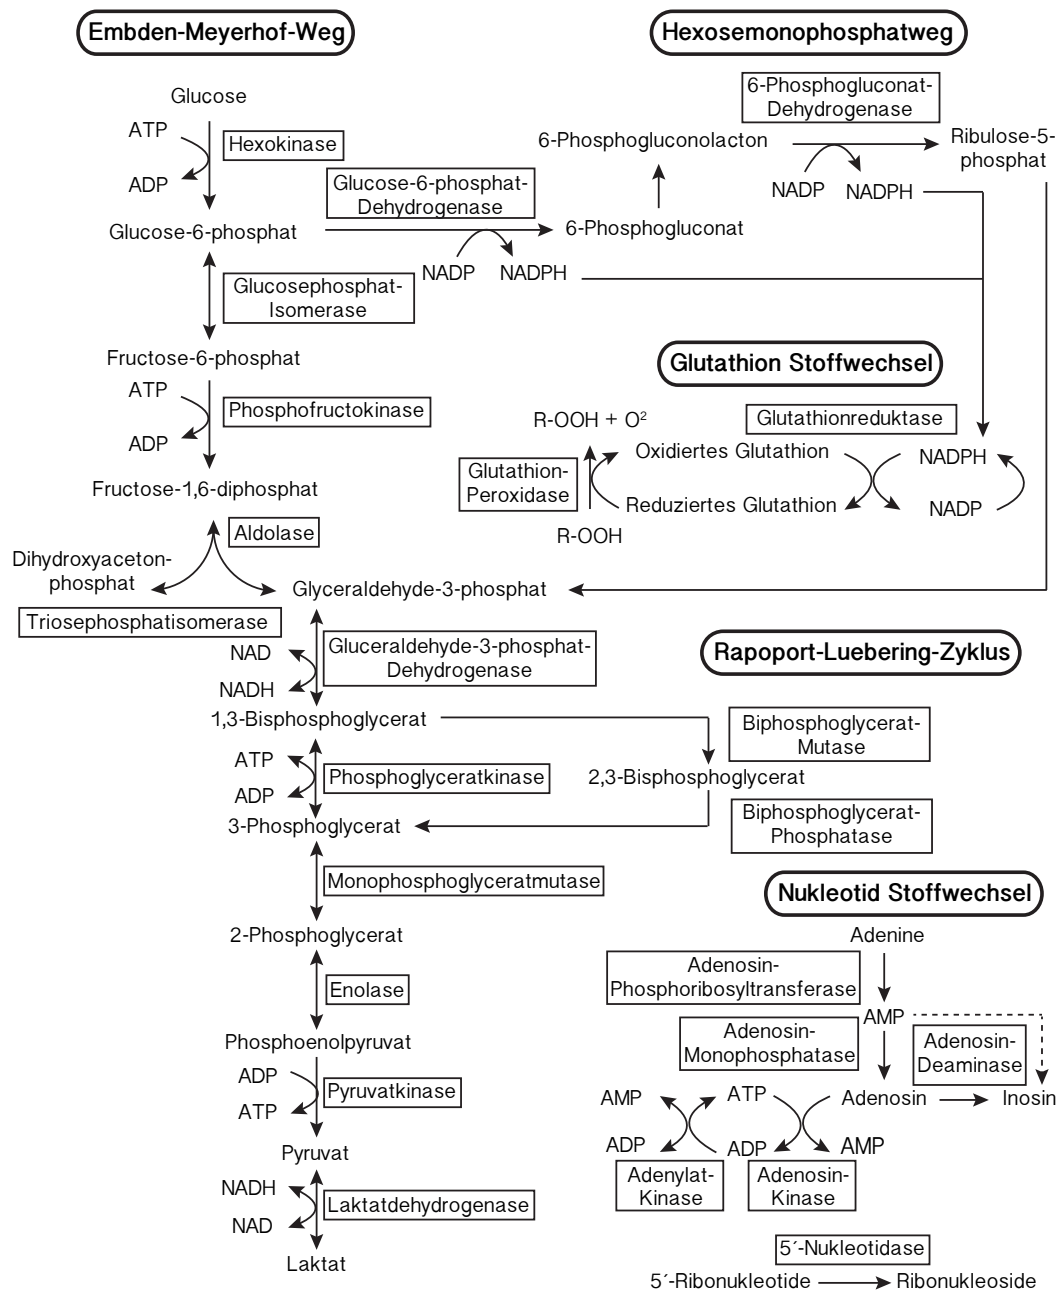 Embden-Meyerhof-Weg
Hexosemonophosphatweg
Glucose
ATP
Hexokinase
ADP
Glucose-6-phosphat
Glucose-6-phosphat-
Dehydrogenase
NADP
NADPH
6-Phosphogluconat
6-Phosphogluconolacton
6-Phosphogluconat-
Dehydrogenase
NADP
NADPH
Ribulose-5-
phosphat
Glucosephosphat-
Isomerase
Fructose-6-phosphat
ATP
Phosphofructokinase
ADP
Fructose-1,6-diphosphat
Glutathion Stoffwechsel
R-OOH + O²
Glutathionreduktase
Oxidiertes Glutathion
NADPH
Glutathion-
Peroxidase
Reduziertes Glutathion
NADP
R-OOH
Aldolase
Dihydroxyaceton-
phosphat
Glyceraldehyde-3-phosphat
Triosephosphatisomerase
NAD
Gluceraldehyde-3-phosphat-
Dehydrogenase
NADH
Rapoport-Luebering-Zyklus
1,3-Bisphosphoglycerat
Biphosphoglycerat-
Mutase
ATP
Phosphoglyceratkinase
ADP
2,3-Bisphosphoglycerat
Biphosphoglycerat-
Phosphatase
3-Phosphoglycerat
Monophosphoglyceratmutase
2-Phosphoglycerat
Enolase
Phosphoenolpyruvat
ADP
Pyruvatkinase
ATP
Pyruvat
NADH
Laktatdehydrogenase
NAD
Laktat
Nukleotid Stoffwechsel
Adenine
Adenosin-
Phosphoribosyltransferase
AMP
Adenosin-
Monophosphatase
Adenosin-
Deaminase
AMP
ATP
Adenosin
Inosin
ADP
ADP
AMP
Adenylat-
Kinase
Adenosin-
Kinase
5´-Nukleotidase
5´-Ribonukleotide
Ribonukleoside